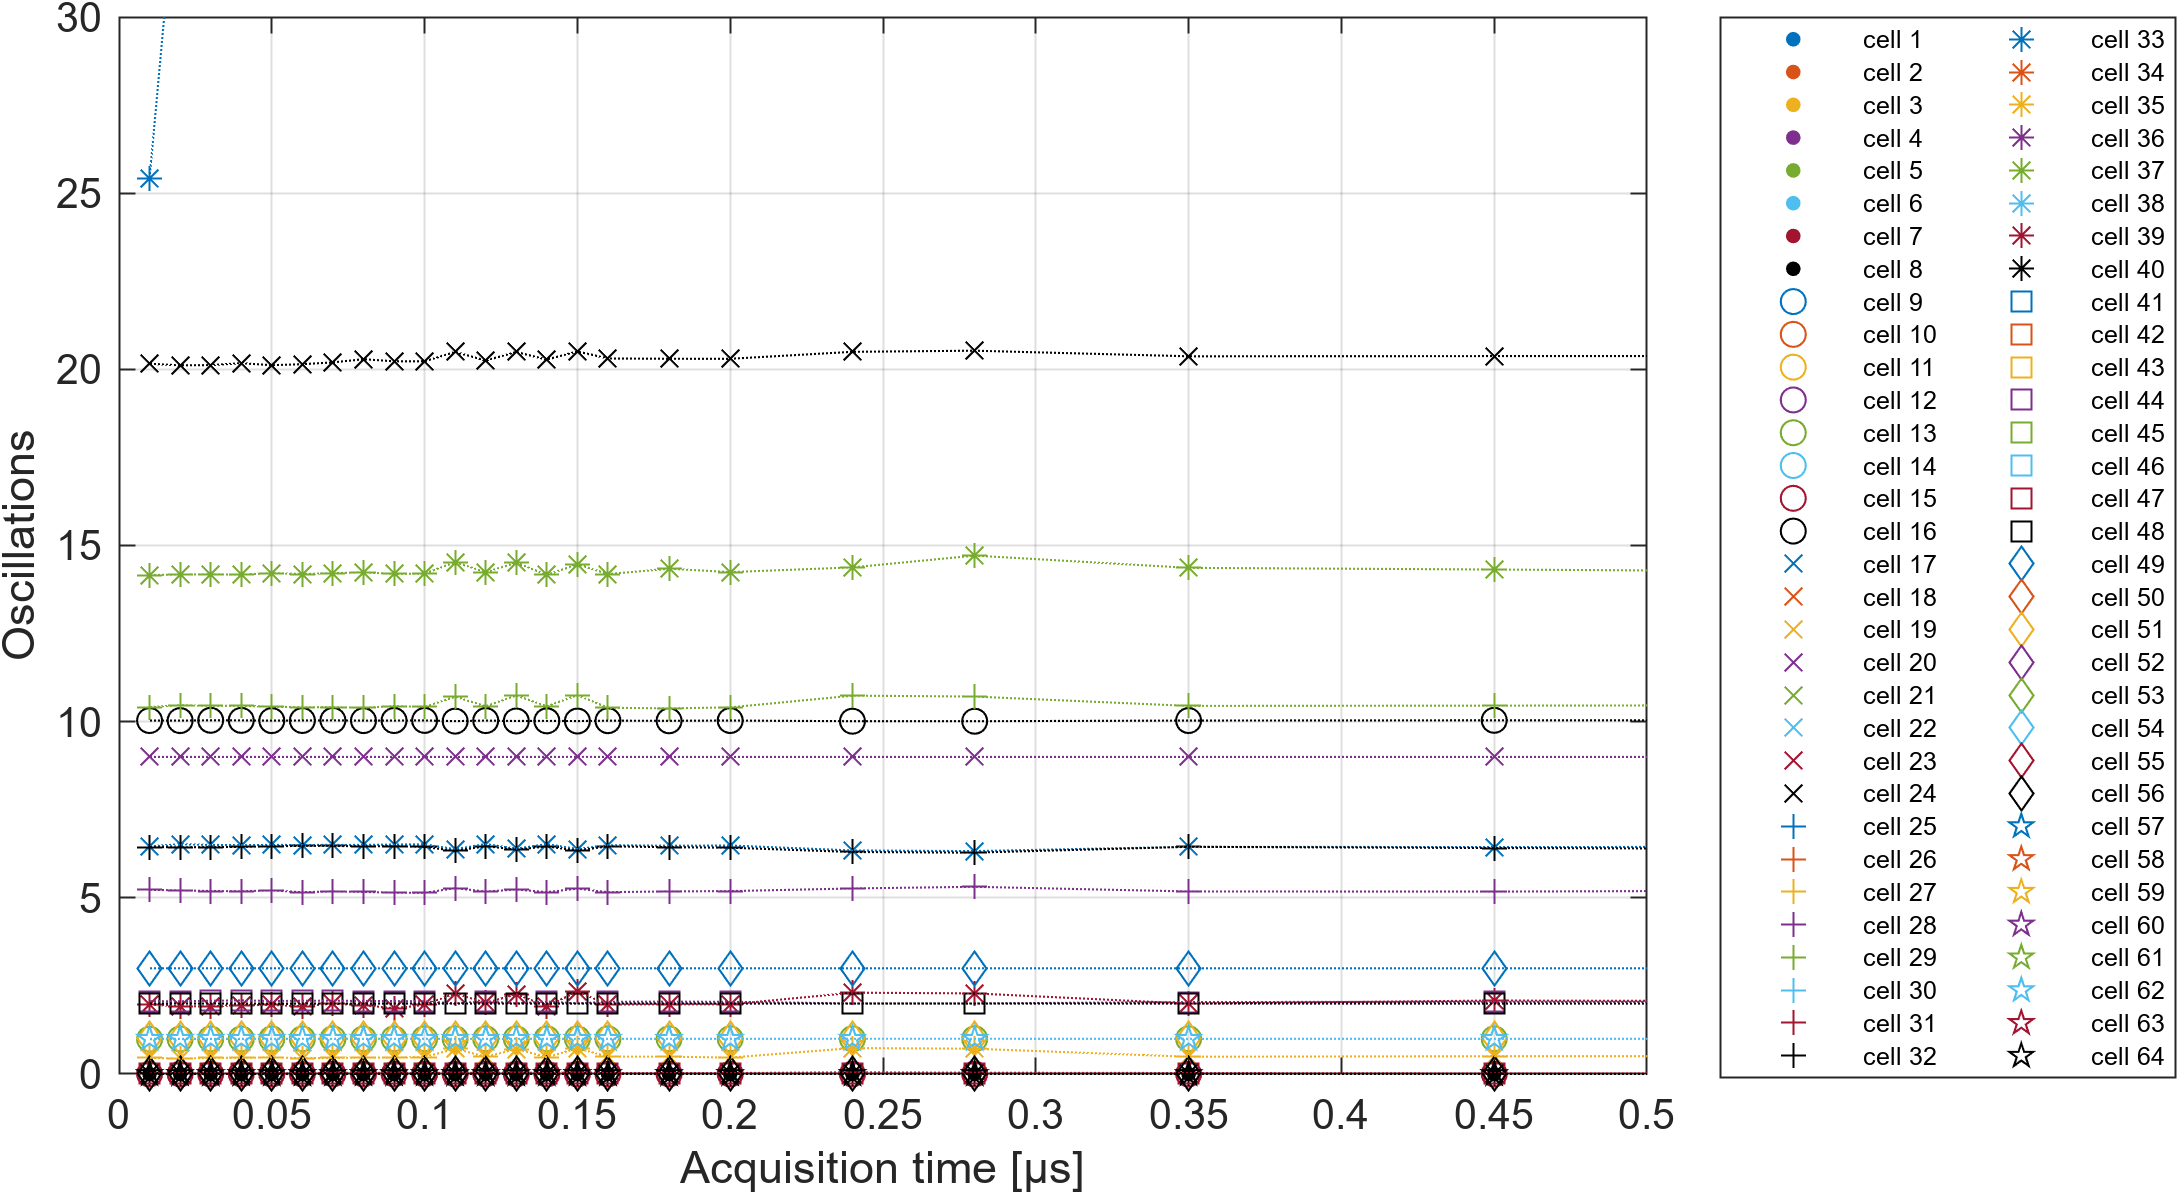 30
25
20
15
10
5
0
Oscillations
0 0.05 0.1 0.15 0.2 0.25 0.3 0.35 0.4 0.45 0.5
Acquisition time [µs]
cell 1 cell 33
cell 2 cell 34
cell 3 cell 35
cell 4 cell 36
cell 5 cell 37
cell 6 cell 38
cell 7 cell 39
cell 8 cell 40
cell 9 cell 41
cell 10 cell 42
cell 11 cell 43
cell 12 cell 44
cell 13 cell 45
cell 14 cell 46
cell 15 cell 47
cell 16 cell 48
cell 17 cell 49
cell 18 cell 50
cell 19 cell 51
cell 20 cell 52
cell 21 cell 53
cell 22 cell 54
cell 23 cell 55
cell 24 cell 56
cell 25 cell 57
cell 26 cell 58
cell 27 cell 59
cell 28 cell 60
cell 29 cell 61
cell 30 cell 62
cell 31 cell 63
cell 32 cell 64